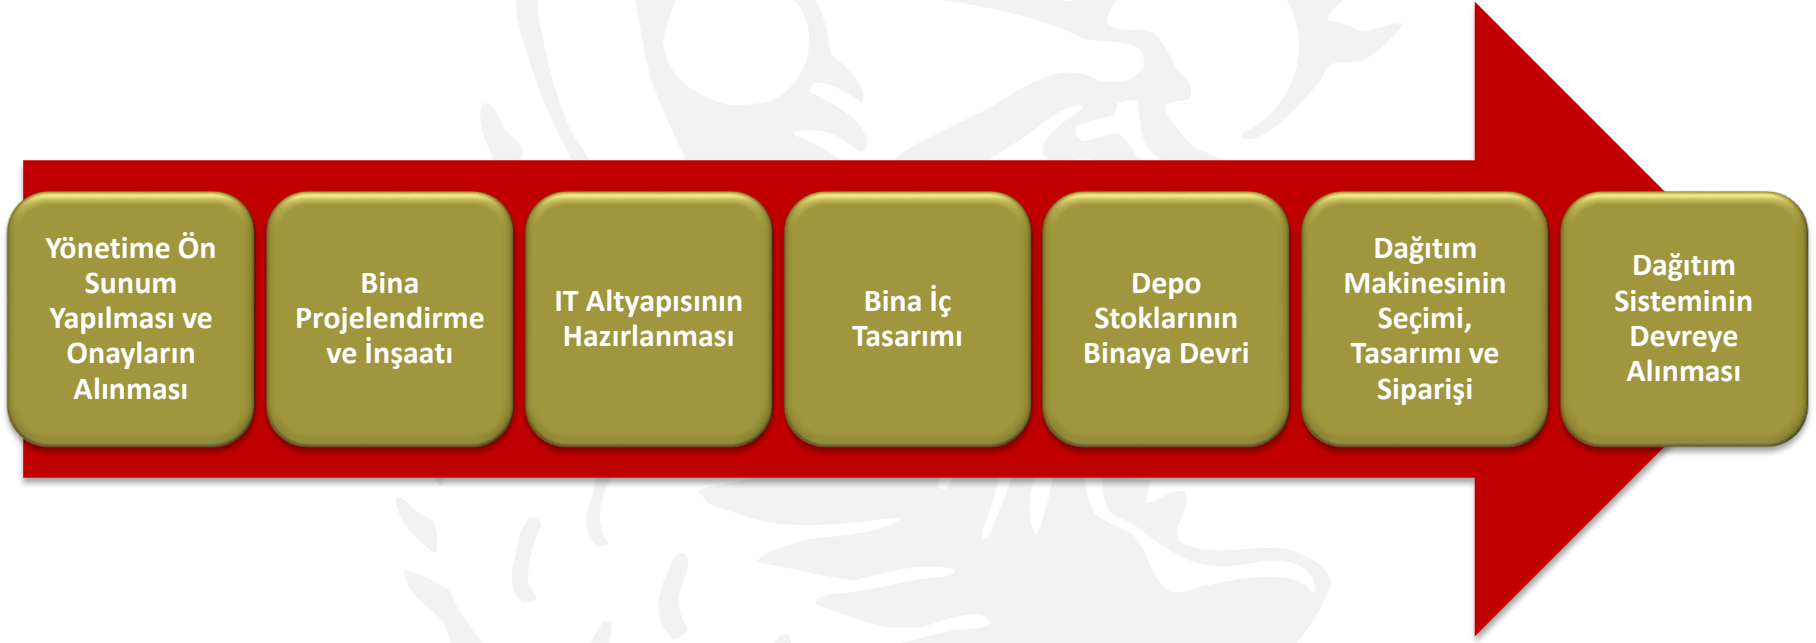 Yönetime Ön
Sunum
Yapılması ve
Onayların
Alınması
Bina
Projelendirme
ve İnşaatı
IT Altyapısının
Hazırlanması
Bina İç
Tasarımı
Depo
Stoklarının
Binaya Devri
Dağıtım
Makinesinin
Seçimi,
Tasarımı ve
Siparişi
Dağıtım
Sisteminin
Devreye
Alınması